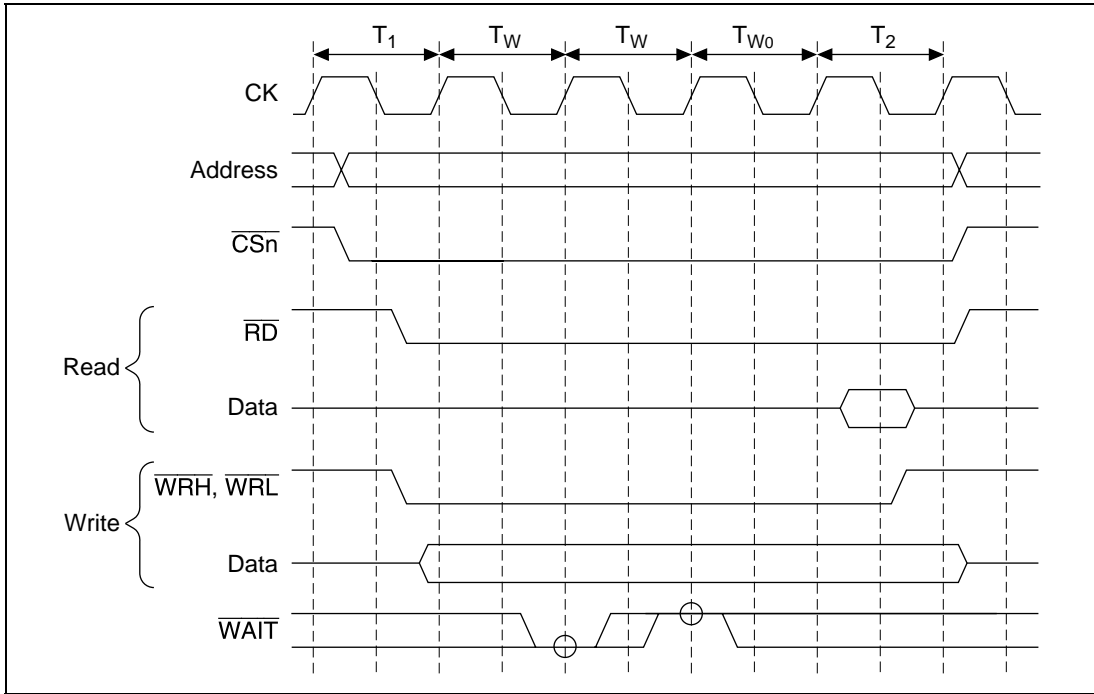 T1 TW TW TW0 T2
CK
Address
CSn
RD
Read
Data
WRH, WRL
Write
Data
WAIT